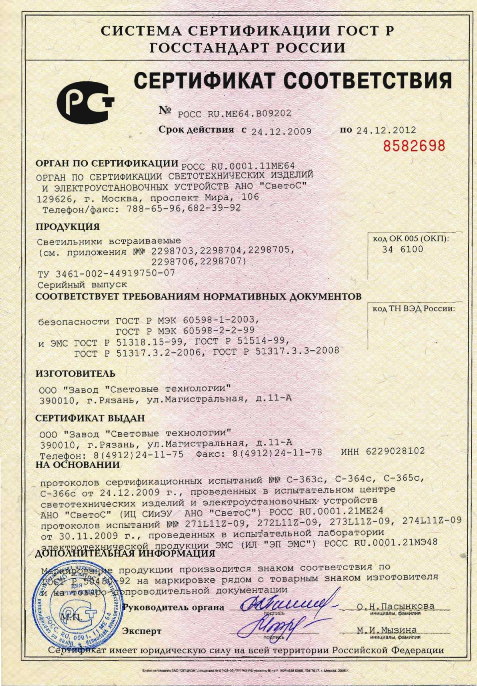 СИСТЕМА СЕРТИФИКАЦИИ ГОСТ Р
ГОССТАНДАРТ РОССИИ
СЕРТИФИКАТ СООТВЕТСТВИЯ
№ РОСС RU.ME64.B09202
Срок действия с 24.12.2009 по 24.12.2012
8582698
ОРГАН ПО СЕРТИФИКАЦИИ РОСС RU.0001.11МЕ64
ОРГАН ПО СЕРТИФИКАЦИИ СВЕТОТЕХНИЧЕСКИХ ИЗДЕЛИЙ
И ЭЛЕКТРОУСТАНОВОЧНЫХ УСТРОЙСТВ АНО "СветоС"
129626, г. Москва, проспект Мира, 106
Телефон/факс: 788-65-96,682-39-92
ПРОДУКЦИЯ
Светильники встраиваемые
(см. приложения №№ 2298703,2298704,2298705,
2298706,2298707)
ТУ 3461-002-44919750-07
Серийный выпуск
код ОК 005 (ОКП):
34 6100
СООТВЕТСТВУЕТ ТРЕБОВАНИЯМ НОРМАТИВНЫХ ДОКУМЕНТОВ
код ТН ВЭД России:
безопасности ГОСТ Р МЭК 60598-1-2003,
ГОСТ Р МЭК 60598-2-2-99
и ЭМС ГОСТ Р 51318.15-99, ГОСТ Р 51514-99,
ГОСТ Р 51317.3.2-2006, ГОСТ Р 51317.3.3-2008
ИЗГОТОВИТЕЛЬ
ООО "Завод "Световые технологии"
390010, г.Рязань, ул.Магистральная, д.11-А
СЕРТИФИКАТ ВЫДАН
ООО "Завод "Световые технологии"
390010, г.Рязань, ул.Магистральная, д.11-А
Телефон: 8(4912)24-11-75 Факс: 8(4912)24-11-78 ИНН 6229028102
НА ОСНОВАНИИ
протоколов сертификационных испытаний №№ С-363с, С-364с, С-365с,
С-366с от 24.12.2009 г., проведенных в испытательном центре
светотехнических изделий и электроустановочных устройств
АНО "СветоС" (ИЦ СИиЭУ АНО "СветоС") РОСС RU.0001.21МЕ24
протоколов испытаний №№ 271L11Z-09, 272L11Z-09, 273L11Z-09, 274L11Z-09
от 30.11.2009 г., проведенных в испытательной лаборатории
электротехнической продукции ЭМС (ИЛ "ЭП ЭМС") РОСС RU.0001.21МЭ48
ДОПОЛНИТЕЛЬНАЯ ИНФОРМАЦИЯ
Маркирование продукции производится знаком соответствия по
ГОСТ Р 50460-92 на маркировке рядом с товарным знаком изготовителя
и на товаро-сопроводительной документации
М.П.
Руководитель органа
О.Н.Пасынкова
подпись
инициалы, фамилия
Эксперт
М.И.Мызина
подпись
инициалы, фамилия
Сертификат имеет юридическую силу на всей территории Российской Федерации